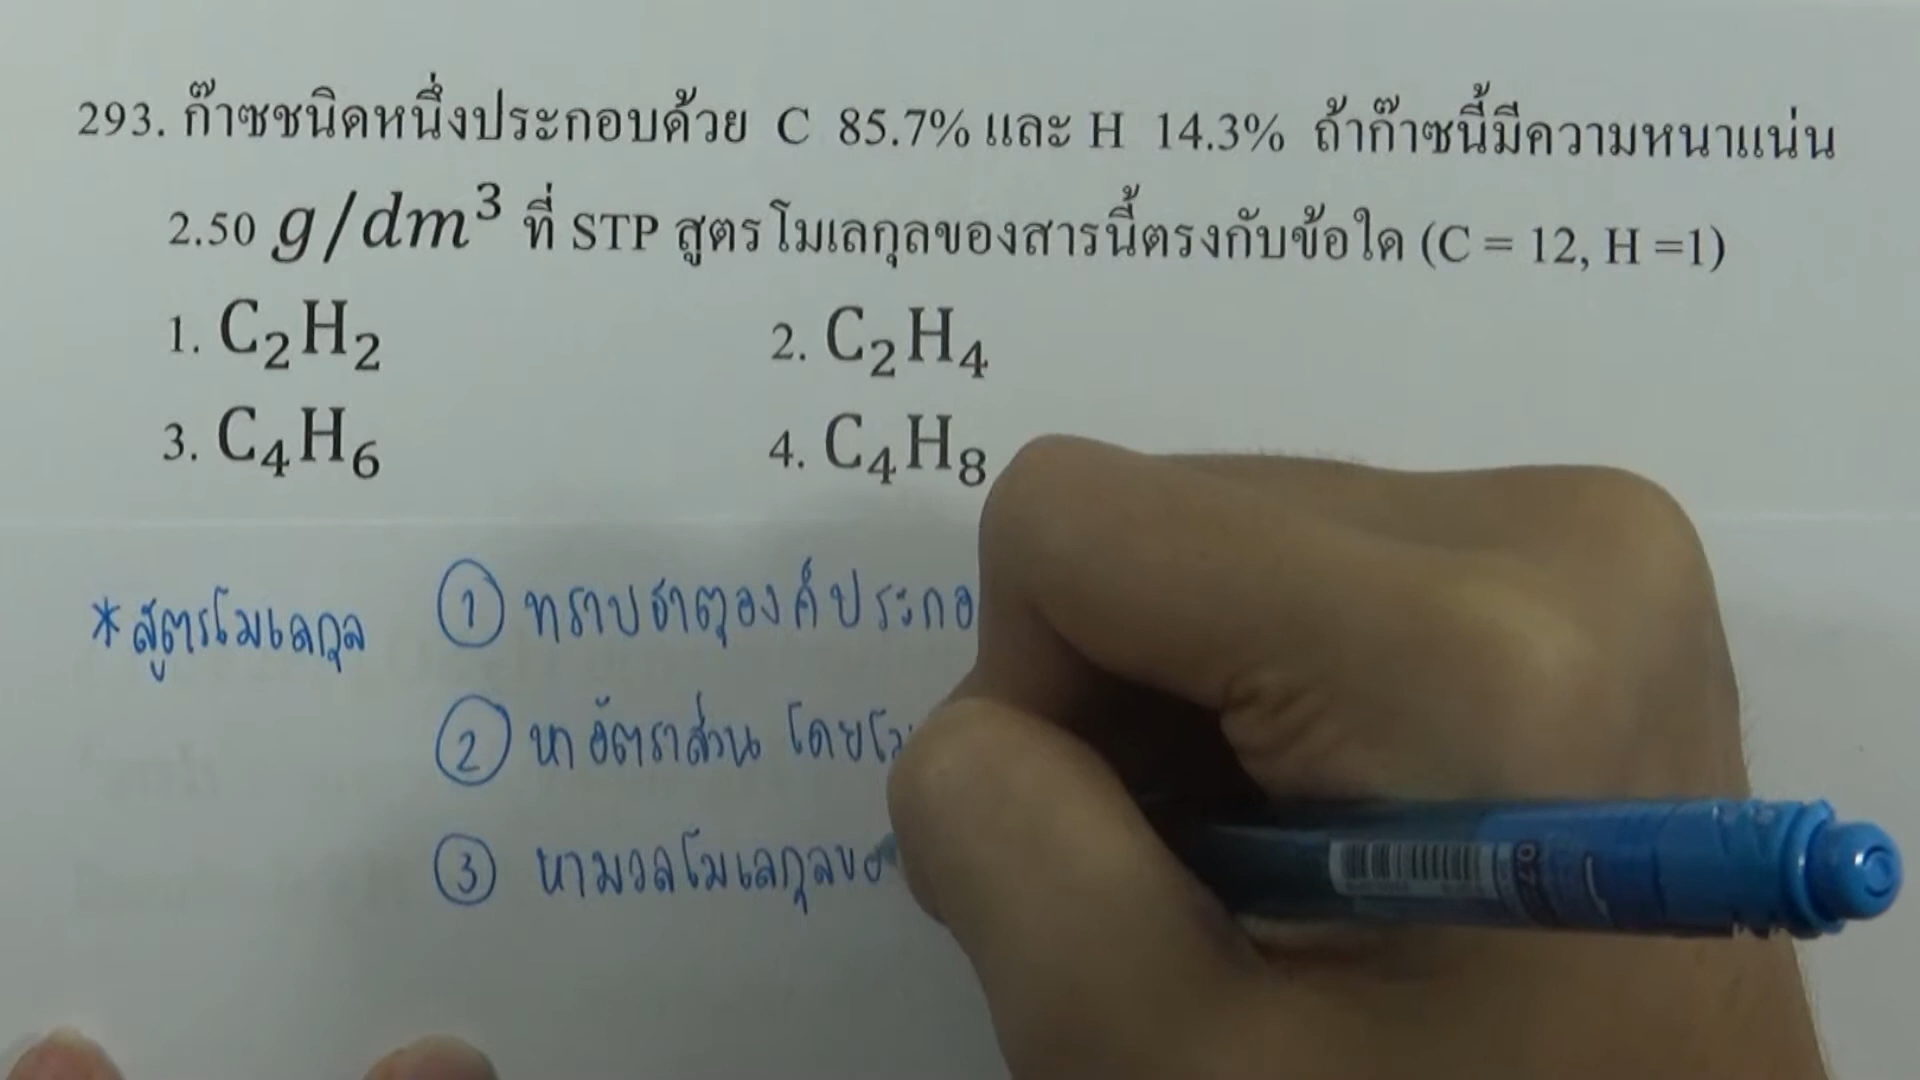 293. ก๊าซชนิดหนึ่งประกอบด้วย C 85.7% และ H 14.3% ถ้าก๊าซนี้มีความหนาแน่น
2.50 g/dm³ ที่ STP สูตรโมเลกุลของสารนี้ตรงกับข้อใด (C = 12, H =1)
1. C₂H₂ 2. C₂H₄
3. C₄H₆ 4. C₄H₈
*สูตรโมเลกุล ① ทราบธาตุองค์ประกอ
② หาอัตราส่วน โดยโม
③ หามวลโมเลกุลขอ
0.7